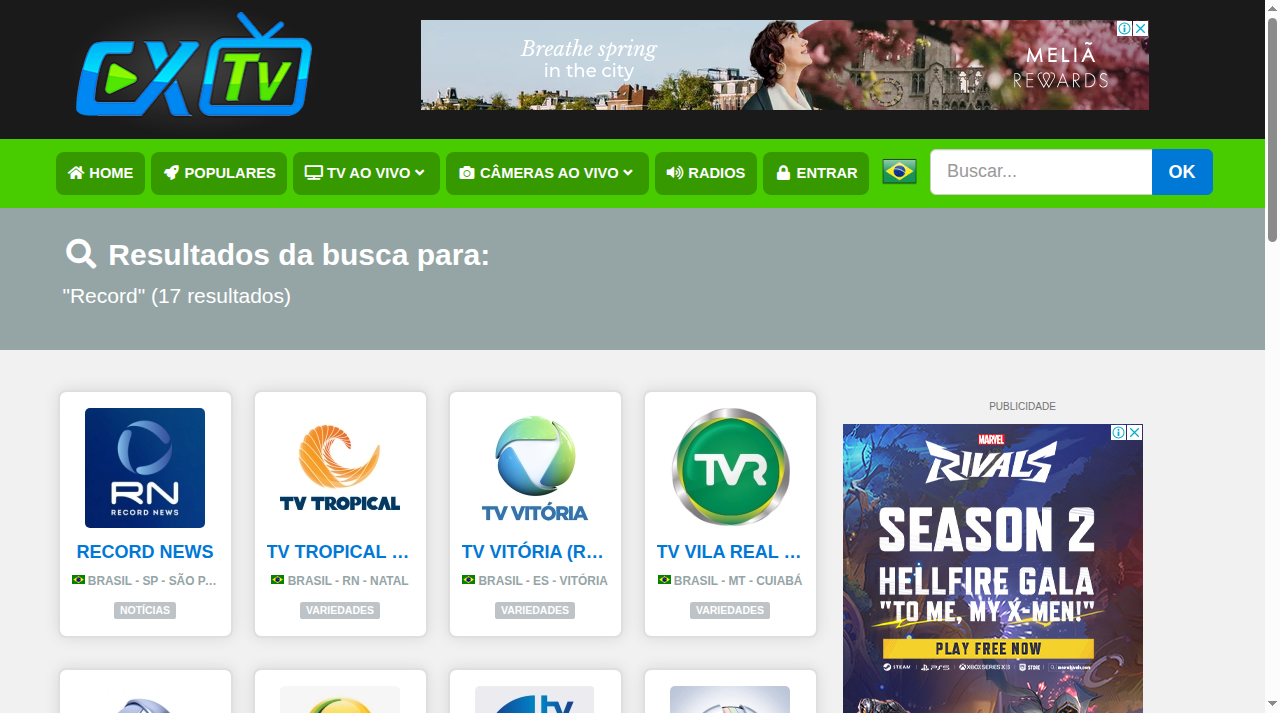 CXTv
Breathe spring
in the city
MELIÃ
REWARDS
HOME
POPULARES
TV AO VIVO
CÂMERAS AO VIVO
RADIOS
ENTRAR
Buscar...
OK
Resultados da busca para:
"Record" (17 resultados)
RN
RECORD NEWS
RECORD NEWS
BRASIL - SP - SÃO P...
NOTÍCIAS
TV TROPICAL
TV TROPICAL ...
BRASIL - RN - NATAL
VARIEDADES
TV VITÓRIA
TV VITÓRIA (R...
BRASIL - ES - VITÓRIA
VARIEDADES
TVR
TV VILA REAL ...
BRASIL - MT - CUIABÁ
VARIEDADES
tv
PUBLICIDADE
MARVEL
RIVALS
SEASON 2
HELLFIRE GALA
"TO ME, MY X-MEN!"
PLAY FREE NOW
STEAM
PS5
XBOX SERIES X|S
STORE
marvelrivals.com